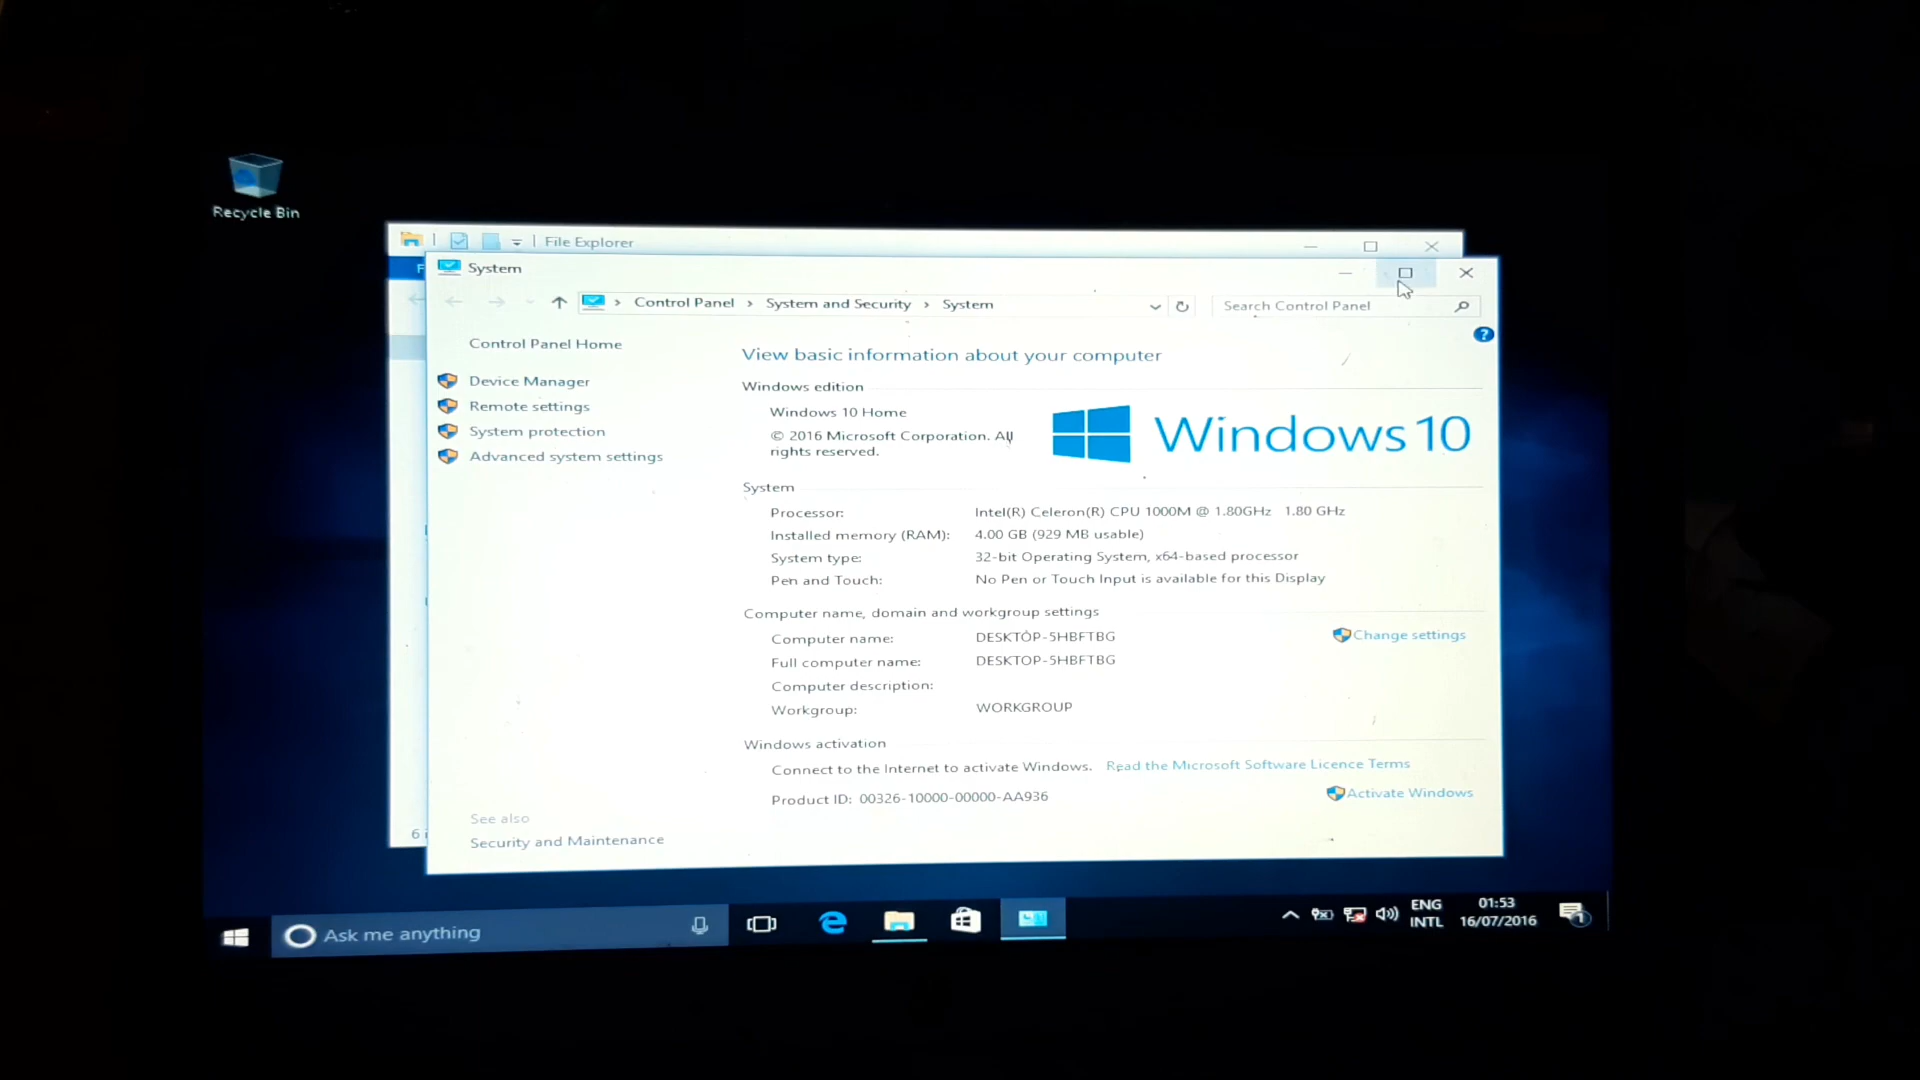 Recycle Bin
File Explorer
System
Control Panel > System and Security > System
Search Control Panel
Control Panel Home
Device Manager
Remote settings
System protection
Advanced system settings
See also
Security and Maintenance
View basic information about your computer
Windows edition
Windows 10 Home
© 2016 Microsoft Corporation. All
rights reserved.
Windows 10
System
Processor: Intel(R) Celeron(R) CPU 1000M @ 1.80GHz 1.80 GHz
Installed memory (RAM): 4.00 GB (929 MB usable)
System type: 32-bit Operating System, x64-based processor
Pen and Touch: No Pen or Touch Input is available for this Display
Computer name, domain and workgroup settings
Computer name: DESKTOP-5HBFTBG
Change settings
Full computer name: DESKTOP-5HBFTBG
Computer description:
Workgroup: WORKGROUP
Windows activation
Connect to the Internet to activate Windows. Read the Microsoft Software Licence Terms
Product ID: 00326-10000-00000-AA936
Activate Windows
6
Ask me anything
ENG
INTL
01:53
16/07/2016
1